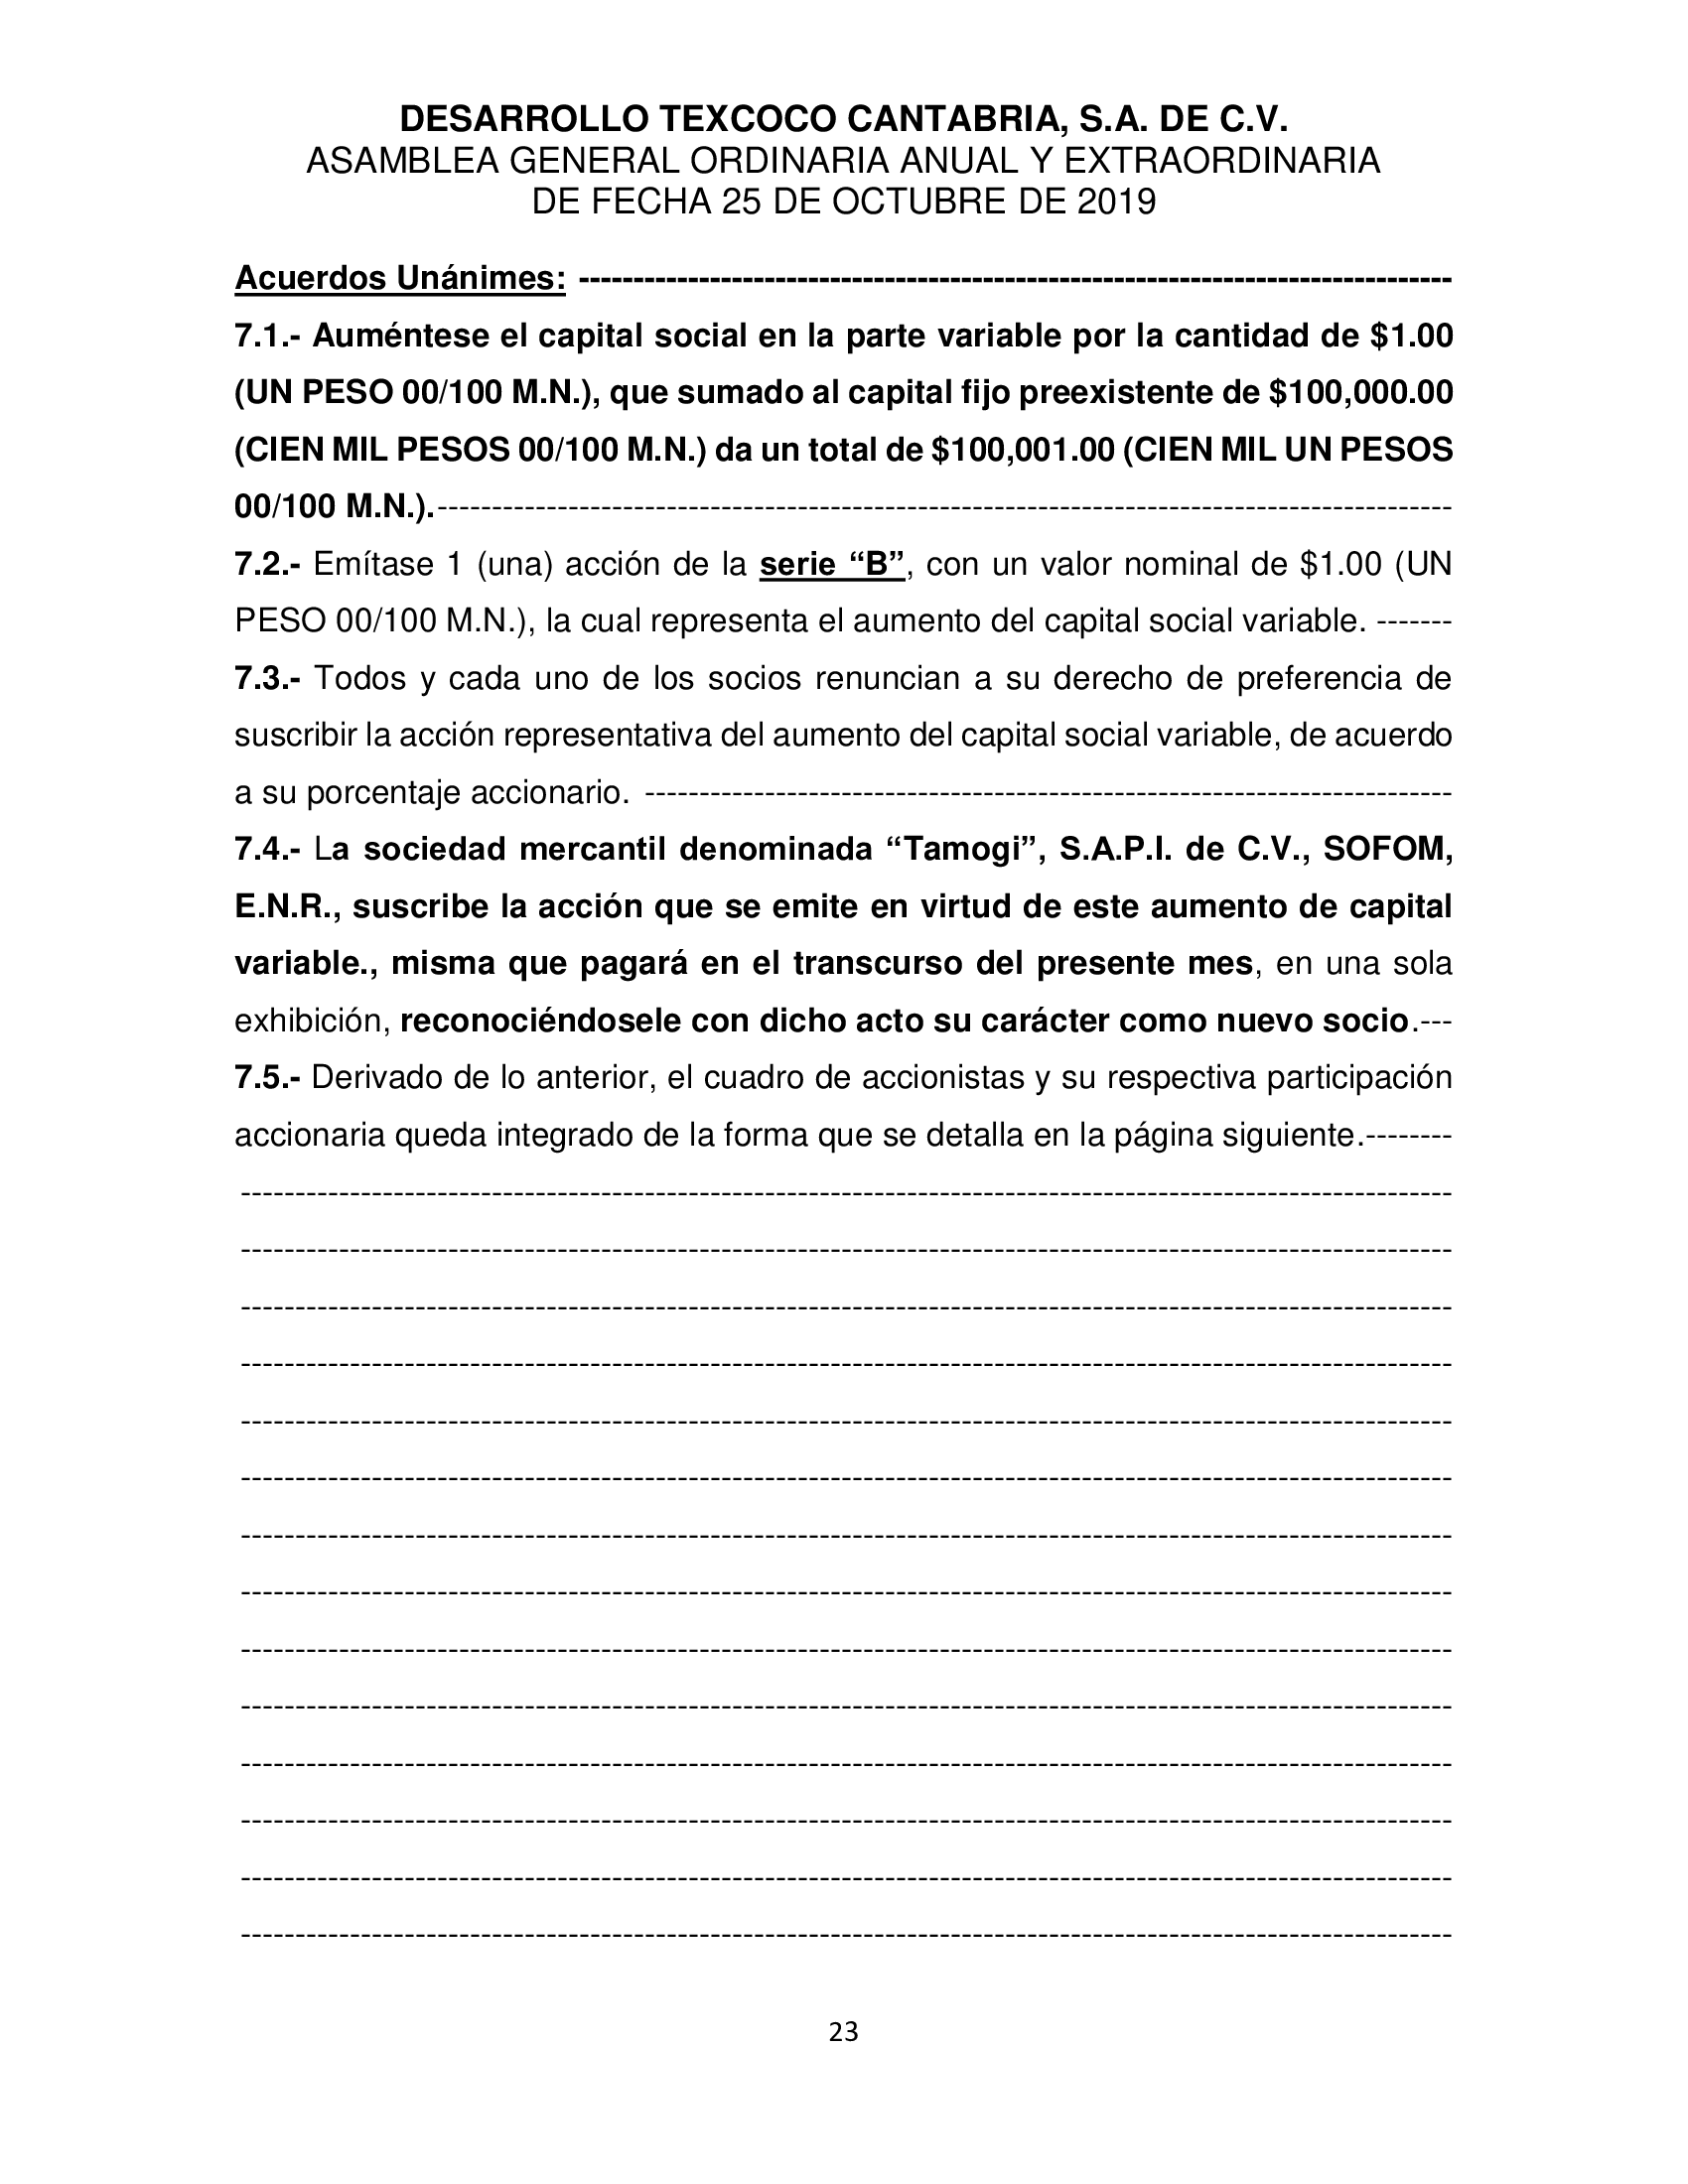 DESARROLLO TEXCOCO CANTABRIA, S.A. DE C.V.
ASAMBLEA GENERAL ORDINARIA ANUAL Y EXTRAORDINARIA
DE FECHA 25 DE OCTUBRE DE 2019
Acuerdos Unánimes: --------------------------------------------------------------------------------
7.1.- Auméntese el capital social en la parte variable por la cantidad de $1.00
(UN PESO 00/100 M.N.), que sumado al capital fijo preexistente de $100,000.00
(CIEN MIL PESOS 00/100 M.N.) da un total de $100,001.00 (CIEN MIL UN PESOS
00/100 M.N.).---------------------------------------------------------------------------------------------
7.2.- Emítase 1 (una) acción de la serie “B”, con un valor nominal de $1.00 (UN
PESO 00/100 M.N.), la cual representa el aumento del capital social variable. -------
7.3.- Todos y cada uno de los socios renuncian a su derecho de preferencia de
suscribir la acción representativa del aumento del capital social variable, de acuerdo
a su porcentaje accionario. --------------------------------------------------------------------------
7.4.- La sociedad mercantil denominada “Tamogi”, S.A.P.I. de C.V., SOFOM,
E.N.R., suscribe la acción que se emite en virtud de este aumento de capital
variable., misma que pagará en el transcurso del presente mes, en una sola
exhibición, reconociéndosele con dicho acto su carácter como nuevo socio.---
7.5.- Derivado de lo anterior, el cuadro de accionistas y su respectiva participación
accionaria queda integrado de la forma que se detalla en la página siguiente.--------
---------------------------------------------------------------------------------------------------------------
---------------------------------------------------------------------------------------------------------------
---------------------------------------------------------------------------------------------------------------
---------------------------------------------------------------------------------------------------------------
---------------------------------------------------------------------------------------------------------------
---------------------------------------------------------------------------------------------------------------
---------------------------------------------------------------------------------------------------------------
---------------------------------------------------------------------------------------------------------------
---------------------------------------------------------------------------------------------------------------
---------------------------------------------------------------------------------------------------------------
---------------------------------------------------------------------------------------------------------------
---------------------------------------------------------------------------------------------------------------
---------------------------------------------------------------------------------------------------------------
---------------------------------------------------------------------------------------------------------------
23